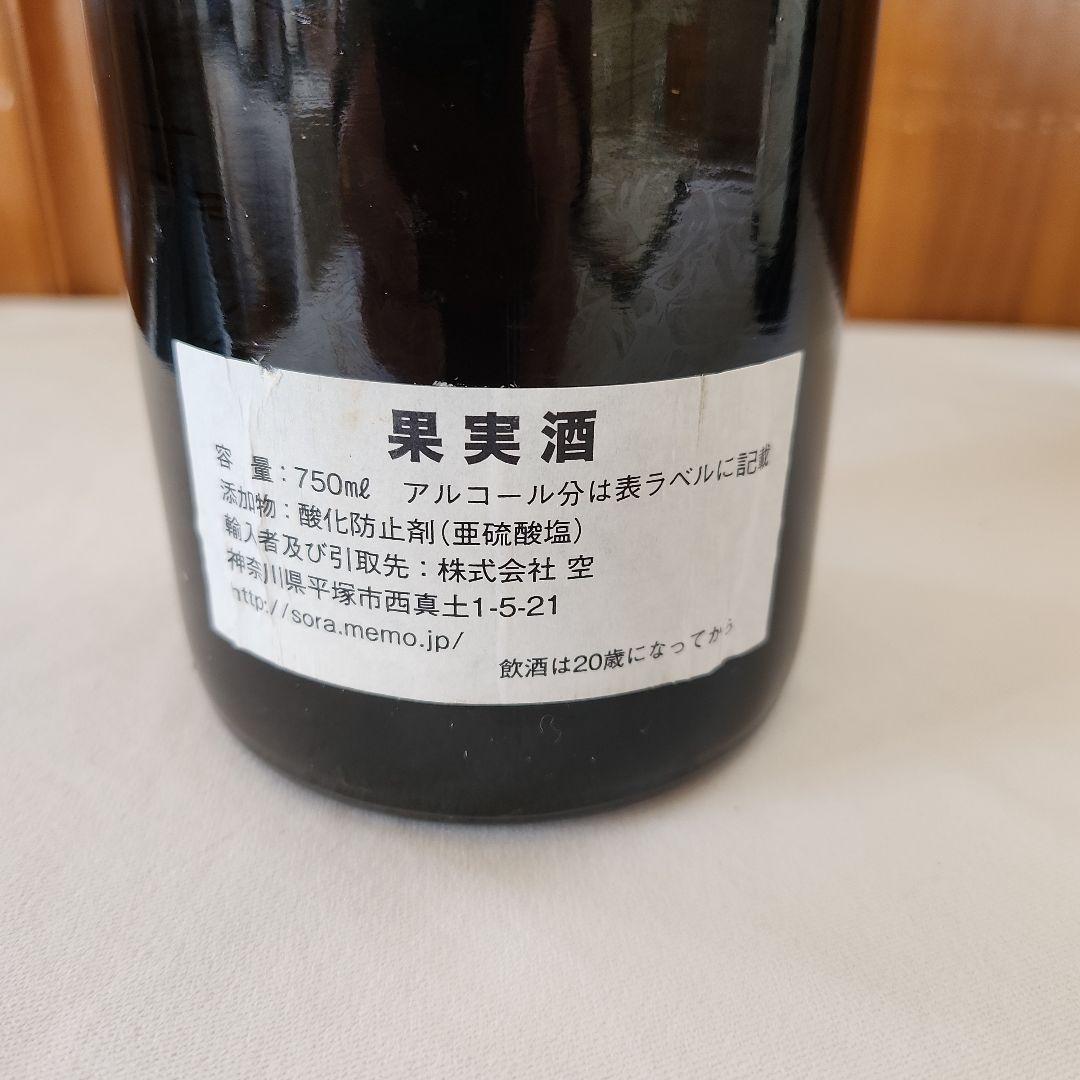 果実酒
容量:750㎖ アルコール分は表ラベルに記載
添加物:酸化防止剤(亜硫酸塩)
輸入者及び引取先:株式会社 空
神奈川県平塚市西真土1-5-21
http://sora.memo.jp/
飲酒は20歳になってから